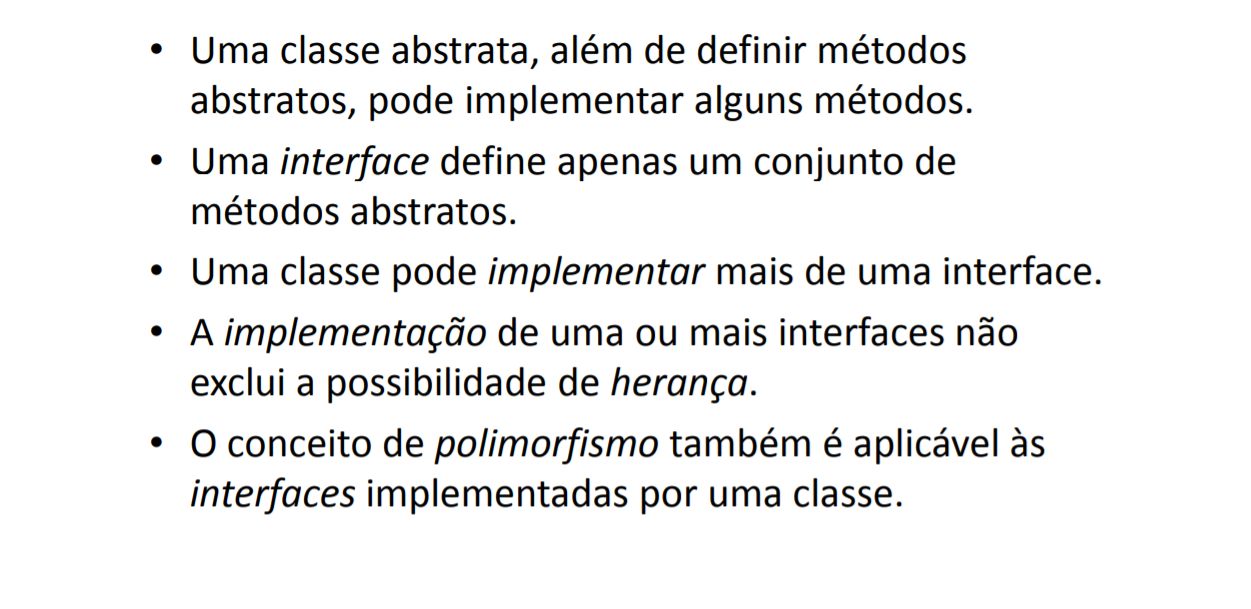 • Uma classe abstrata, além de definir métodos
abstratos, pode implementar alguns métodos.
• Uma interface define apenas um conjunto de
métodos abstratos.
• Uma classe pode implementar mais de uma interface.
• A implementação de uma ou mais interfaces não
exclui a possibilidade de herança.
• O conceito de polimorfismo também é aplicável às
interfaces implementadas por uma classe.